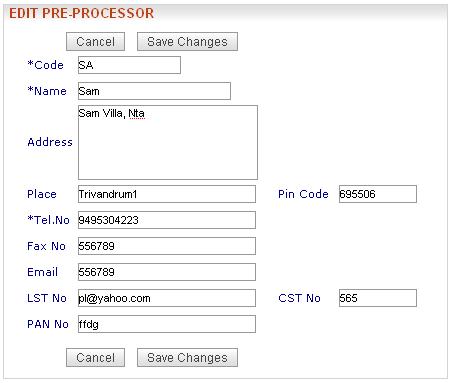 EDIT PRE-PROCESSOR
Cancel Save Changes
*Code SA
*Name Sam
Address Sam Villa, Nta
Place Trivandrum1 Pin Code 695506
*Tel.No 9495304223
Fax No 556789
Email 556789
LST No pl@yahoo.com CST No 565
PAN No ffdg
Cancel Save Changes